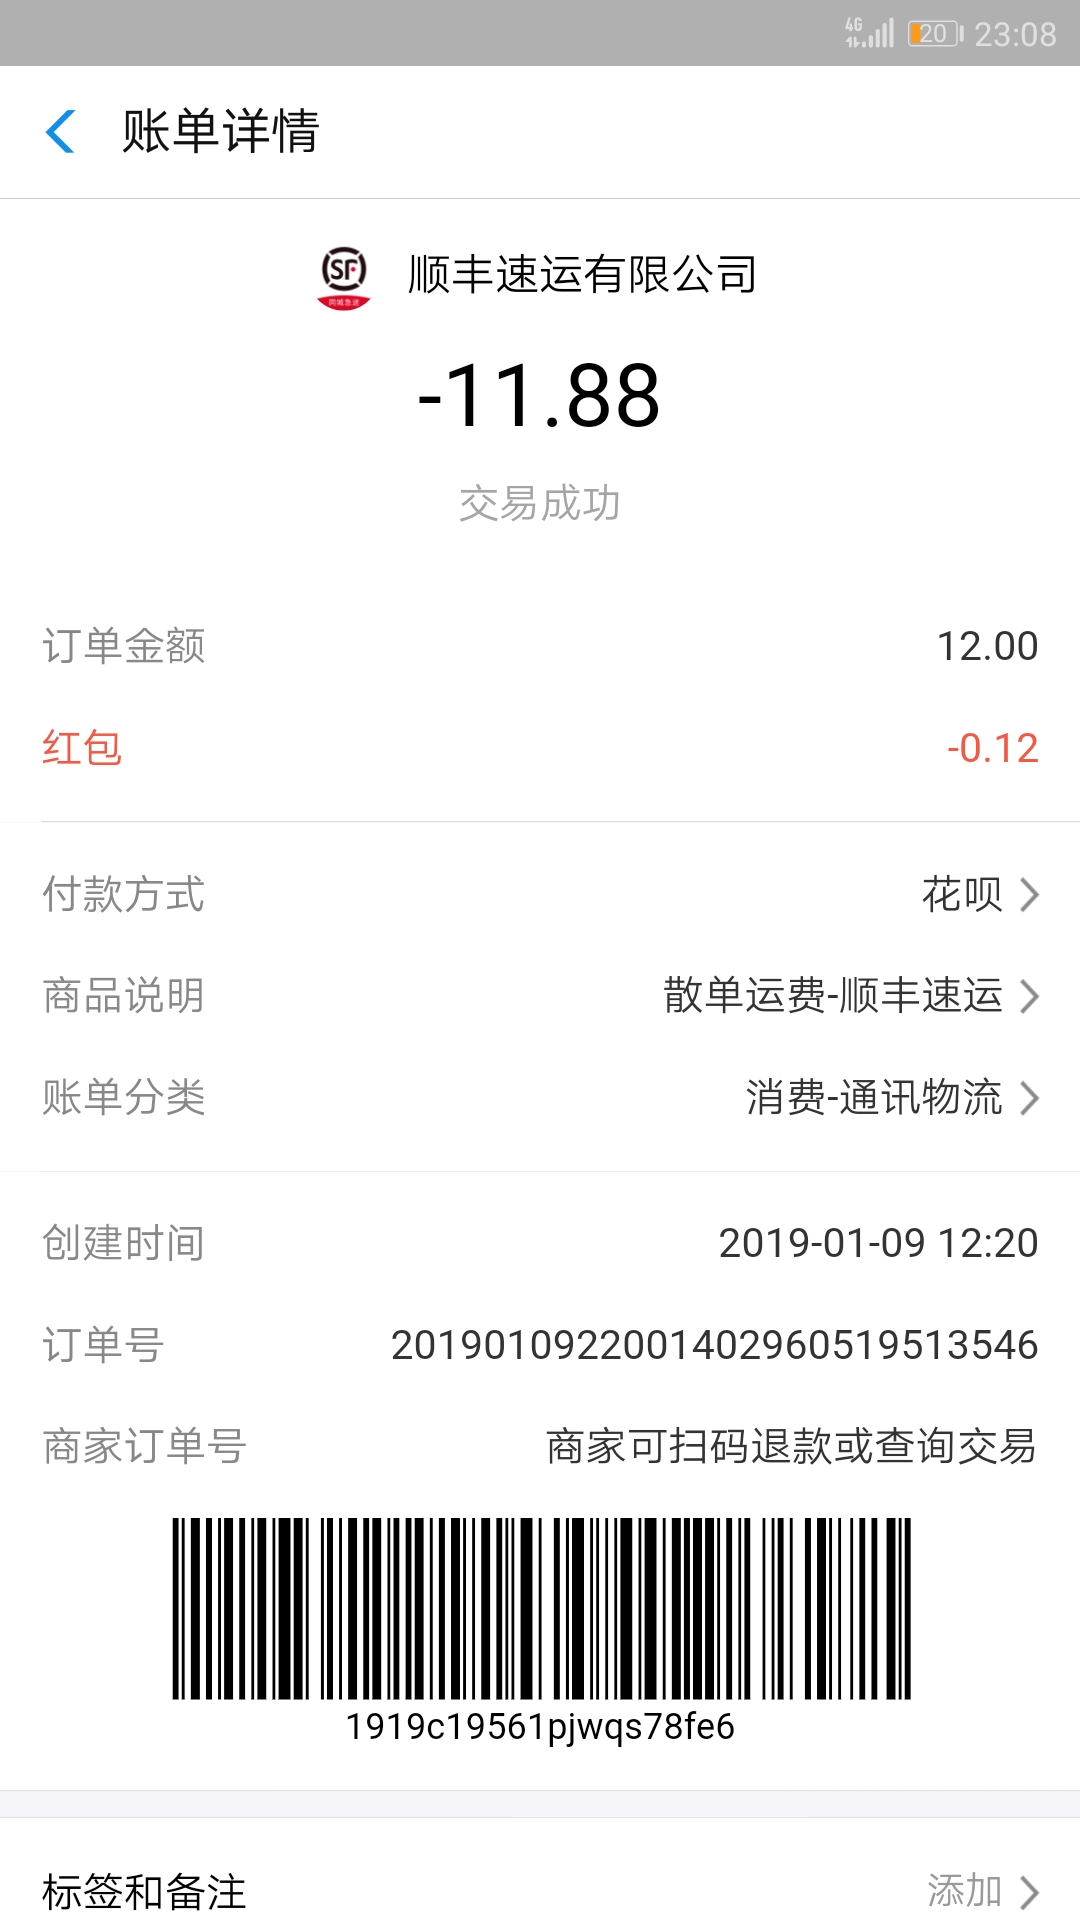 4G 20 23:08
账单详情
SF 同城急送
顺丰速运有限公司
-11.88
交易成功
订单金额 12.00
红包 -0.12
付款方式 花呗
商品说明 散单运费-顺丰速运
账单分类 消费-通讯物流
创建时间 2019-01-09 12:20
订单号 2019010922001402960519513546
商家订单号 商家可扫码退款或查询交易
1919c19561pjwqs78fe6
标签和备注 添加